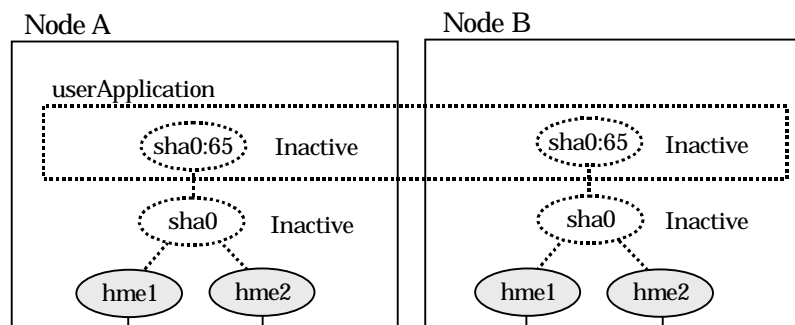 Node A
Node B
userApplication
sha0:65 Inactive
sha0:65 Inactive
sha0 Inactive
sha0 Inactive
hme1 hme2
hme1 hme2